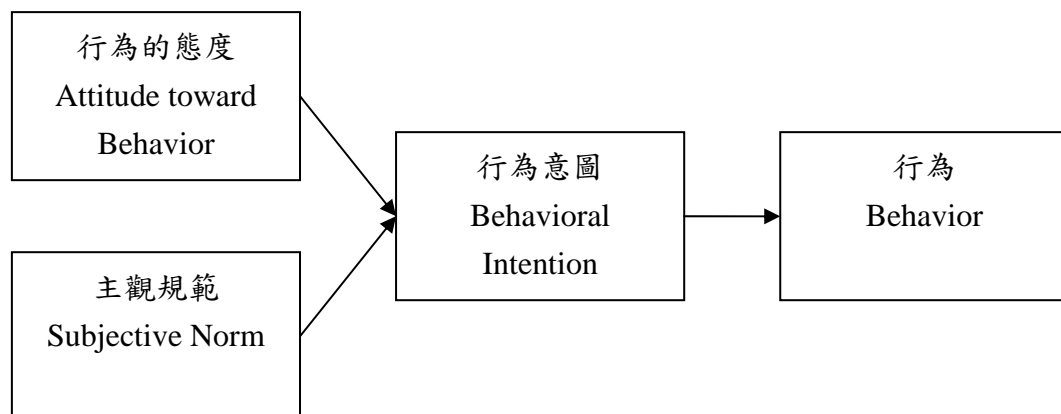 行為的態度
Attitude toward
Behavior
主觀規範
Subjective Norm
行為意圖
Behavioral
Intention
行為
Behavior